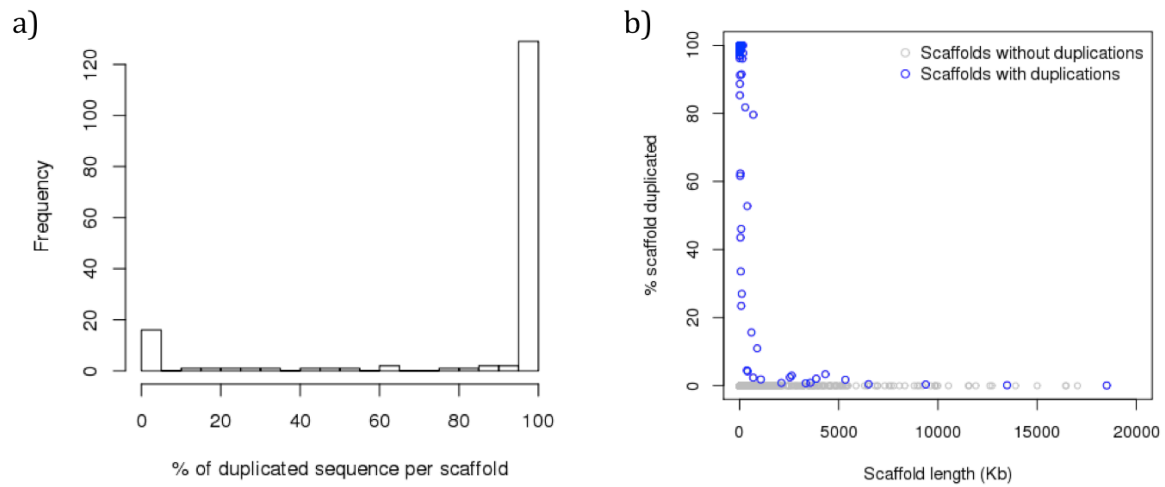 a)
Frequency
0
20
40
60
80
100
120
0 20 40 60 80 100
% of duplicated sequence per scaffold
b)
% scaffold duplicated
0
20
40
60
80
100
Scaffolds without duplications
Scaffolds with duplications
0 5000 10000 15000 20000
Scaffold length (Kb)